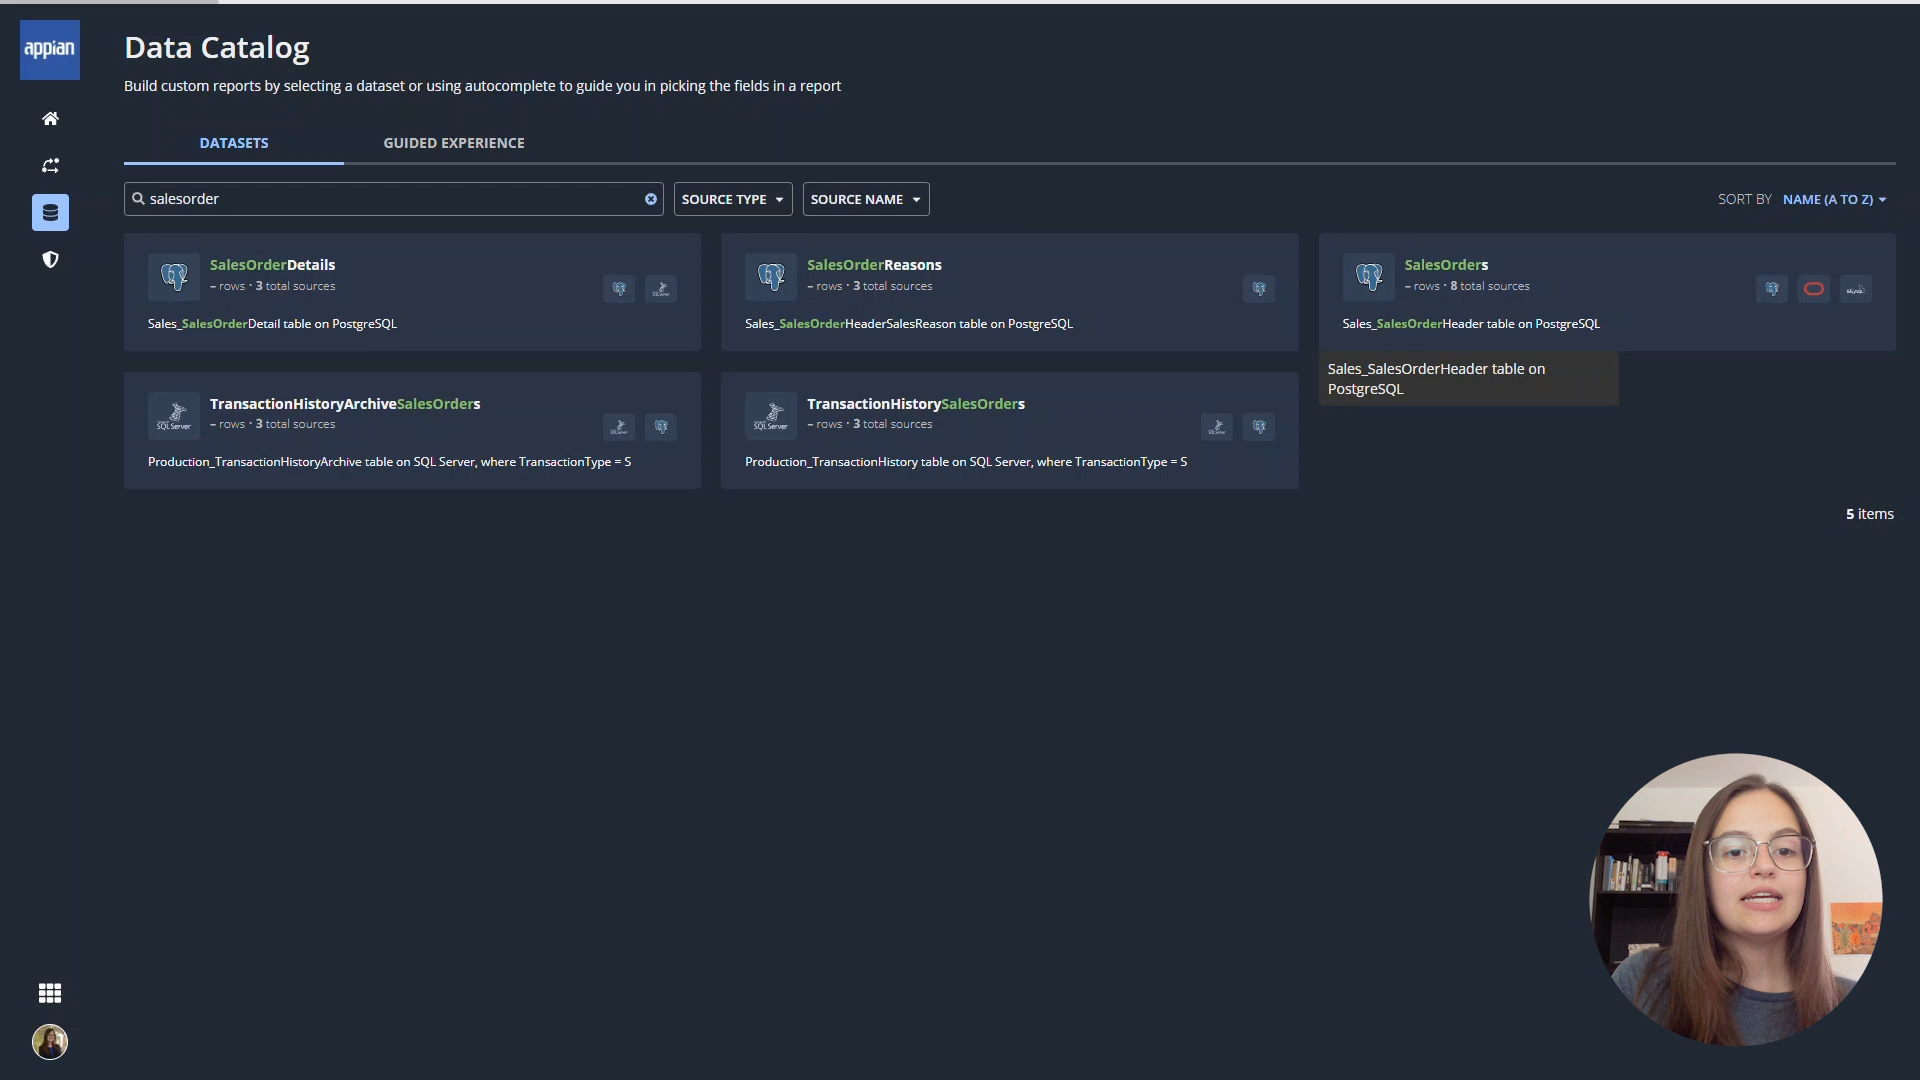 appian
Data Catalog
Build custom reports by selecting a dataset or using autocomplete to guide you in picking the fields in a report
DATASETS
GUIDED EXPERIENCE
salesorder
SOURCE TYPE
SOURCE NAME
SORT BY NAME (A TO Z)
SalesOrderDetails
– rows · 3 total sources
Sales_SalesOrderDetail table on PostgreSQL
SalesOrderReasons
– rows · 3 total sources
Sales_SalesOrderHeaderSalesReason table on PostgreSQL
SalesOrders
– rows · 8 total sources
Sales_SalesOrderHeader table on PostgreSQL
Sales_SalesOrderHeader table on
PostgreSQL
SQL Server
TransactionHistoryArchiveSalesOrders
– rows · 3 total sources
Production_TransactionHistoryArchive table on SQL Server, where TransactionType = S
SQL Server
TransactionHistorySalesOrders
– rows · 3 total sources
Production_TransactionHistory table on SQL Server, where TransactionType = S
5 items